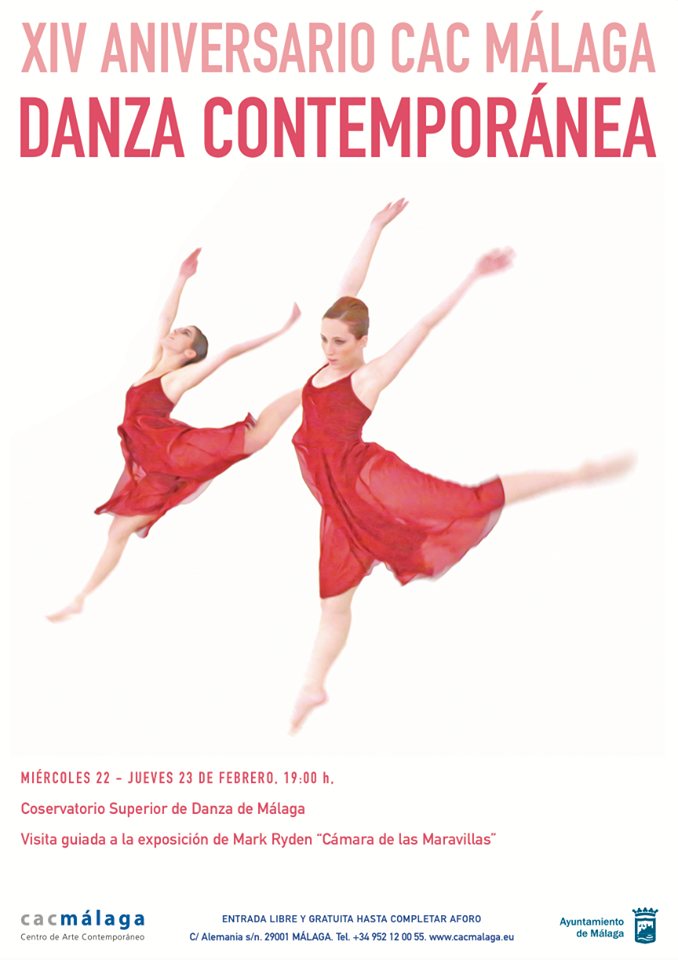 XIV ANIVERSARIO CAC MÁLAGA
DANZA CONTEMPORÁNEA
MIÉRCOLES 22 - JUEVES 23 DE FEBRERO, 19:00 h,
Coservatorio Superior de Danza de Málaga
Visita guiada a la exposición de Mark Ryden "Cámara de las Maravillas"
cacmálaga
Centro de Arte Contemporáneo
ENTRADA LIBRE Y GRATUITA HASTA COMPLETAR AFORO
C/ Alemania s/n. 29001 MÁLAGA. Tel. +34 952 12 00 55. www.cacmalaga.eu
Ayuntamiento
de Málaga